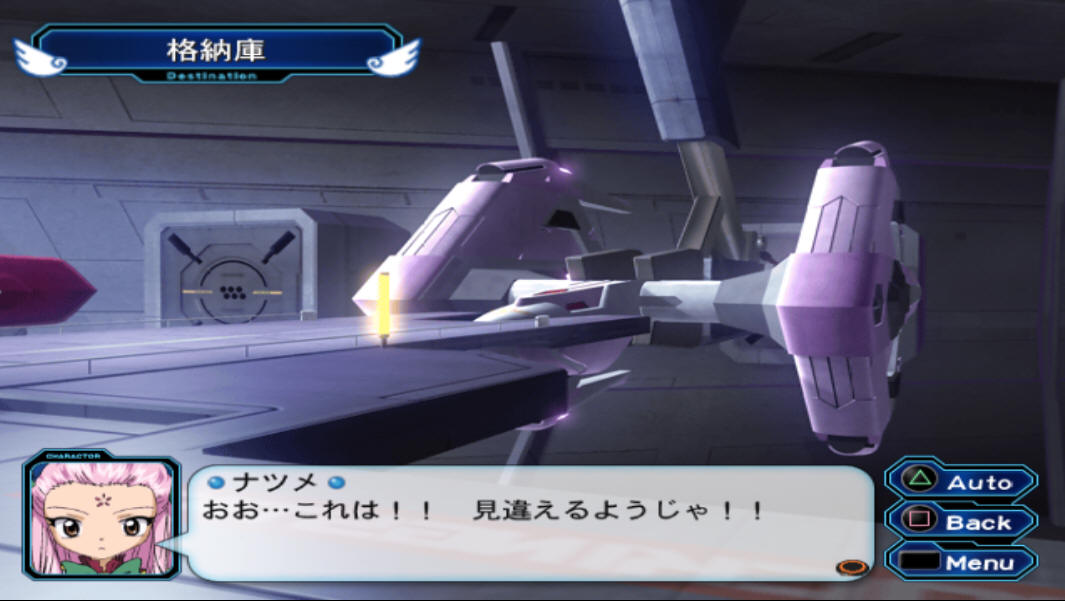 格納庫
Destination
CHARACTOR
ナツメ
おお…これは！！　見違えるようじゃ！！
Auto
Back
Menu